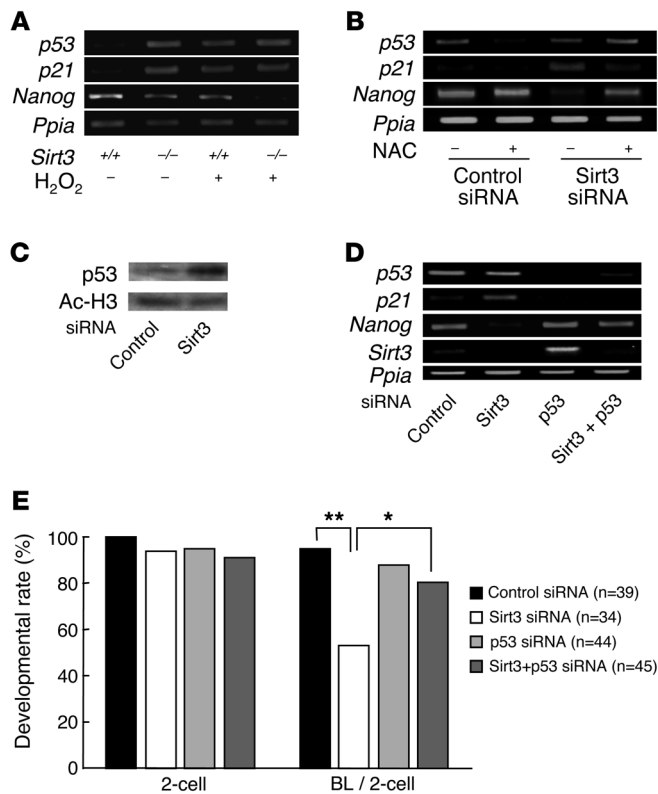 A
p53
p21
Nanog
Ppia
Sirt3 +/+ –/– +/+ –/–
H2O2 – – + +
B
p53
p21
Nanog
Ppia
NAC – + – +
Control siRNA Sirt3 siRNA
C
p53
Ac-H3
siRNA
Control Sirt3
D
p53
p21
Nanog
Sirt3
Ppia
siRNA
Control Sirt3 p53 Sirt3 + p53
E
Developmental rate (%)
100
80
60
40
20
0
** *
2-cell BL / 2-cell
Control siRNA (n=39)
Sirt3 siRNA (n=34)
p53 siRNA (n=44)
Sirt3+p53 siRNA (n=45)